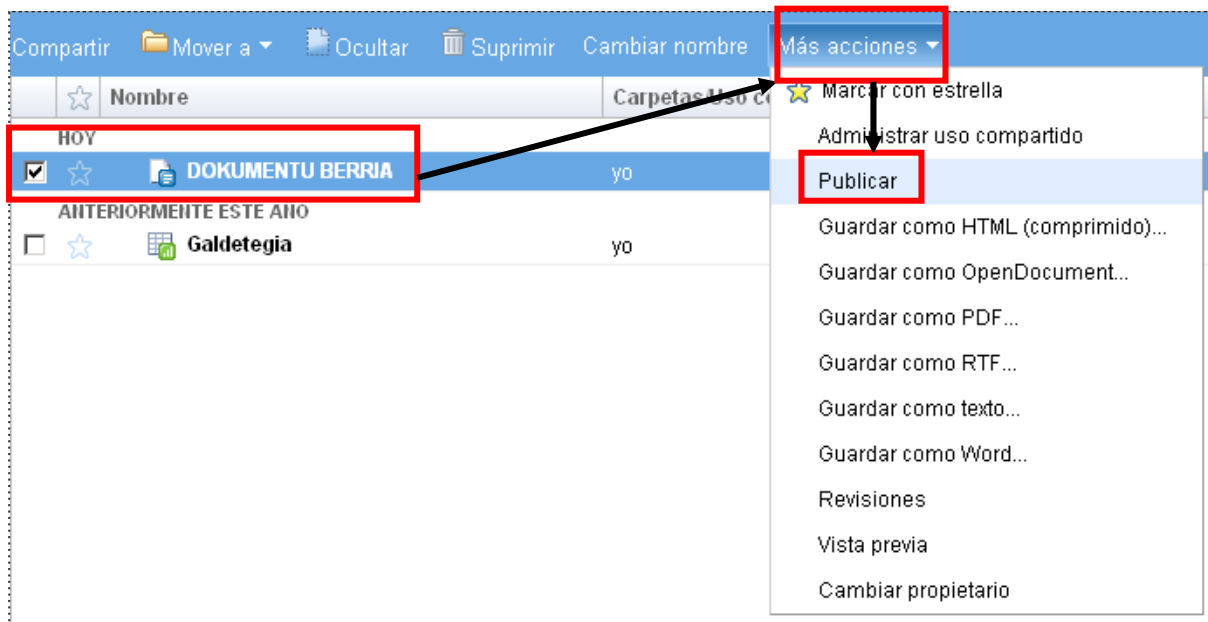 Compartir Mover a Ocultar Suprimir Cambiar nombre Más acciones
Nombre Carpetas/Uso
HOY
DOKUMENTU BERRIA yo
ANTERIORMENTE ESTE AÑO
Galdetegia yo
Marcar con estrella
Administrar uso compartido
Publicar
Guardar como HTML (comprimido)...
Guardar como OpenDocument...
Guardar como PDF...
Guardar como RTF...
Guardar como texto...
Guardar como Word...
Revisiones
Vista previa
Cambiar propietario